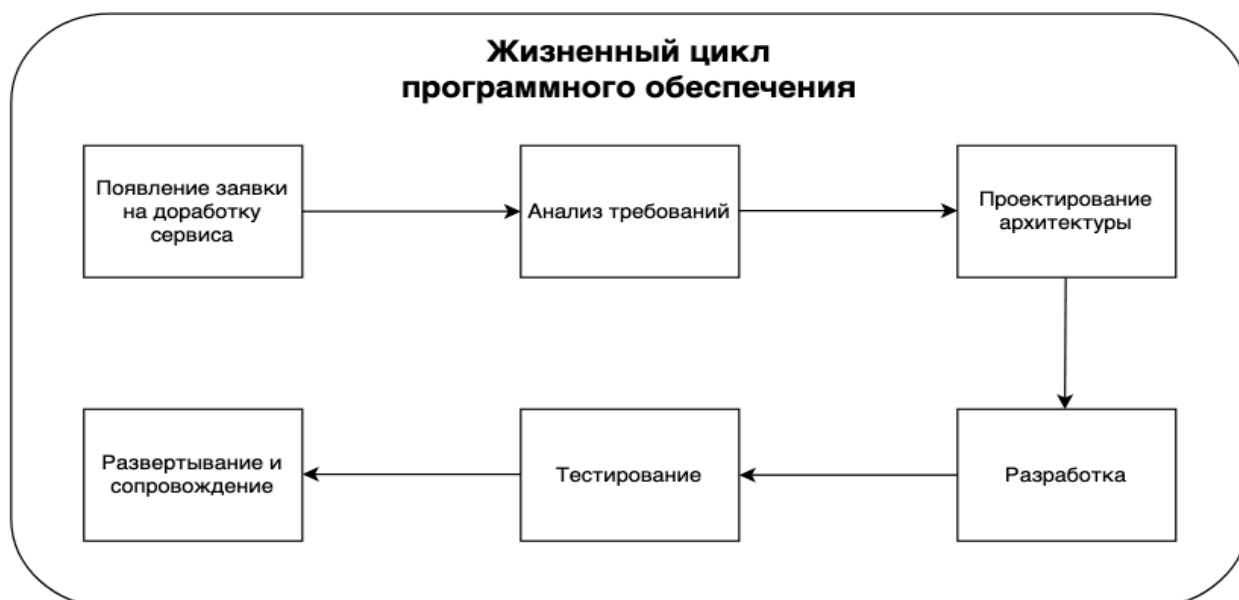 Жизненный цикл
программного обеспечения
Появление заявки
на доработку
сервиса
Анализ требований
Проектирование
архитектуры
Разработка
Тестирование
Развертывание и
сопровождение